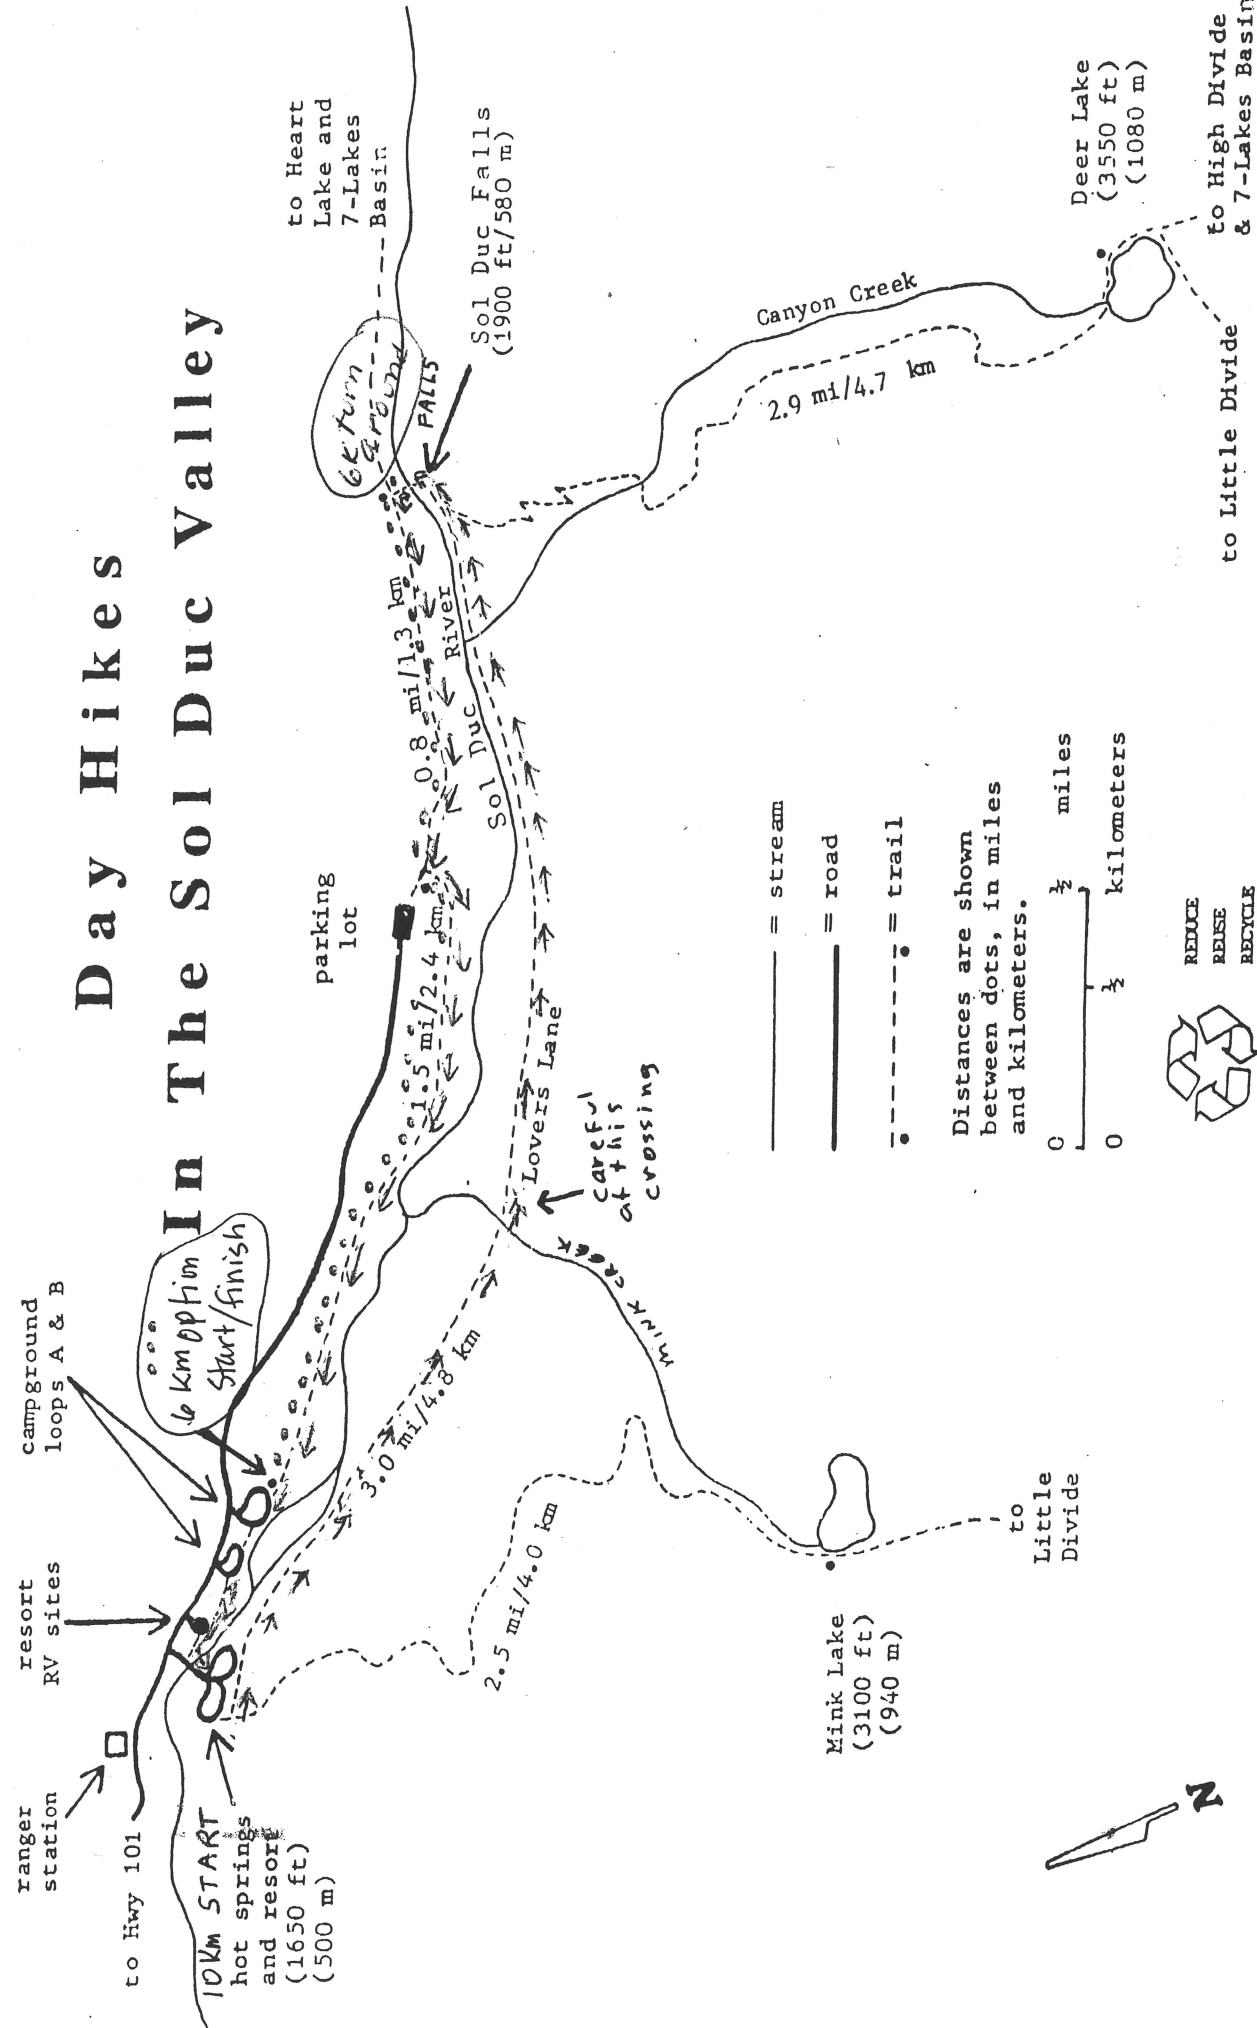 Day Hikes
In The Sol Duc Valley
ranger
station
to Hwy 101
resort
RV sites
campground
loops A & B
6 km option
Start/finish
10 Km START
hot springs
and resort
(1650 ft)
(500 m)
parking
lot
to Heart
Lake and
7-Lakes
Basin
6K turn
around
FALLS
Sol Duc Falls
(1900 ft/580 m)
0.8 mi/1.3 km
1.5 mi/2.4 km
Sol Duc River
Lovers Lane
3.0 mi/4.8 km
careful
at this
crossing
MINK CREEK
2.5 mi/4.0 km
Mink Lake
(3100 ft)
(940 m)
to
Little
Divide
Canyon Creek
2.9 mi/4.7 km
Deer Lake
(3550 ft)
(1080 m)
to High Divide
& 7-Lakes Basin
to Little Divide
= stream
= road
= trail
Distances are shown
between dots, in miles
and kilometers.
0 ½ miles
0 ½ kilometers
REDUCE
REUSE
RECYCLE
N